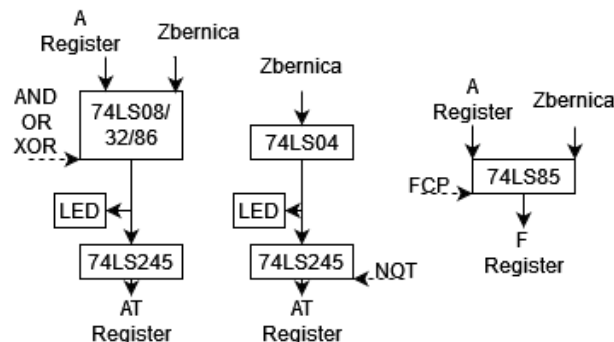 A
Register
Zbernica
AND
OR
XOR
74LS08/
32/86
LED
74LS245
AT
Register
Zbernica
74LS04
LED
74LS245
NOT
AT
Register
A
Register
Zbernica
FCP
74LS85
F
Register